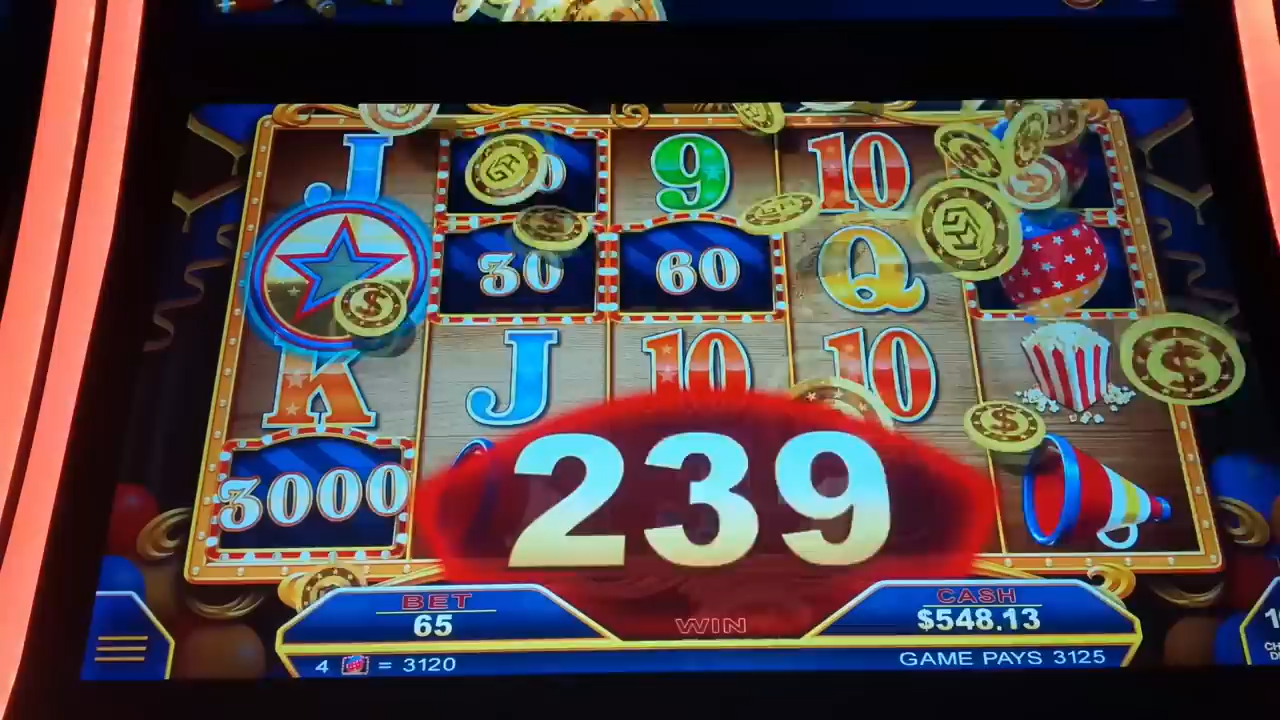 J 9 10
30 60 Q
K J 10 10
3000
239
BET CASH
65 WIN $548.13
4 = 3120 GAME PAYS 3125